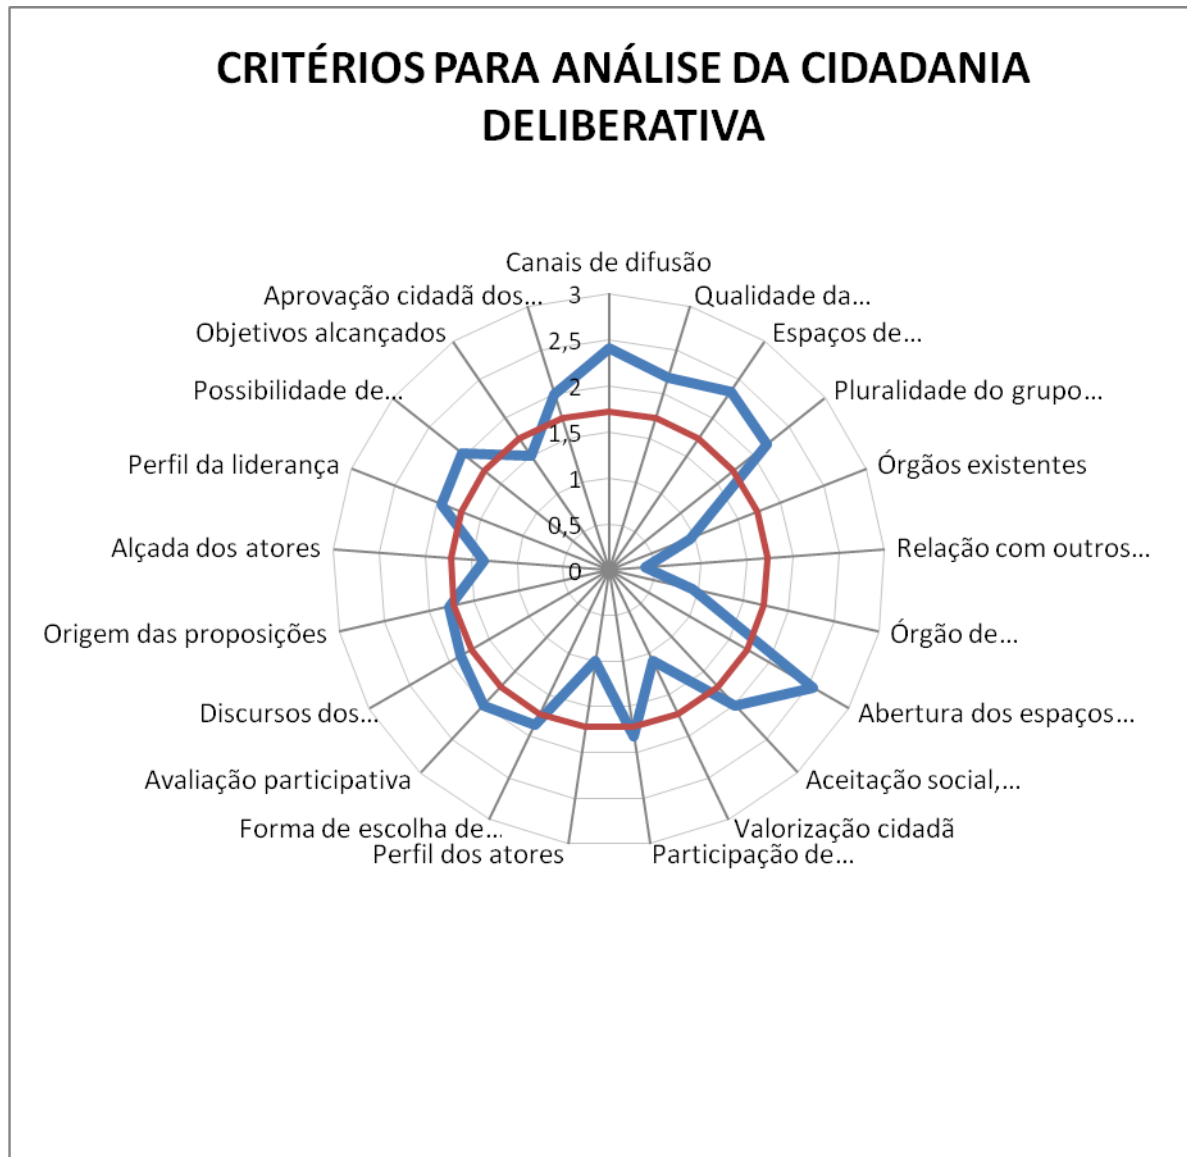 CRITÉRIOS PARA ANÁLISE DA CIDADANIA
DELIBERATIVA
Canais de difusão
Qualidade da...
Espaços de...
Pluralidade do grupo...
Órgãos existentes
Relação com outros...
Órgão de...
Abertura dos espaços...
Aceitação social,...
Valorização cidadã
Participação de...
Perfil dos atores
Forma de escolha de...
Avaliação participativa
Discursos dos...
Origem das proposições
Alçada dos atores
Perfil da liderança
Possibilidade de...
Objetivos alcançados
Aprovação cidadã dos...
3
2,5
2
1,5
1
0,5
0